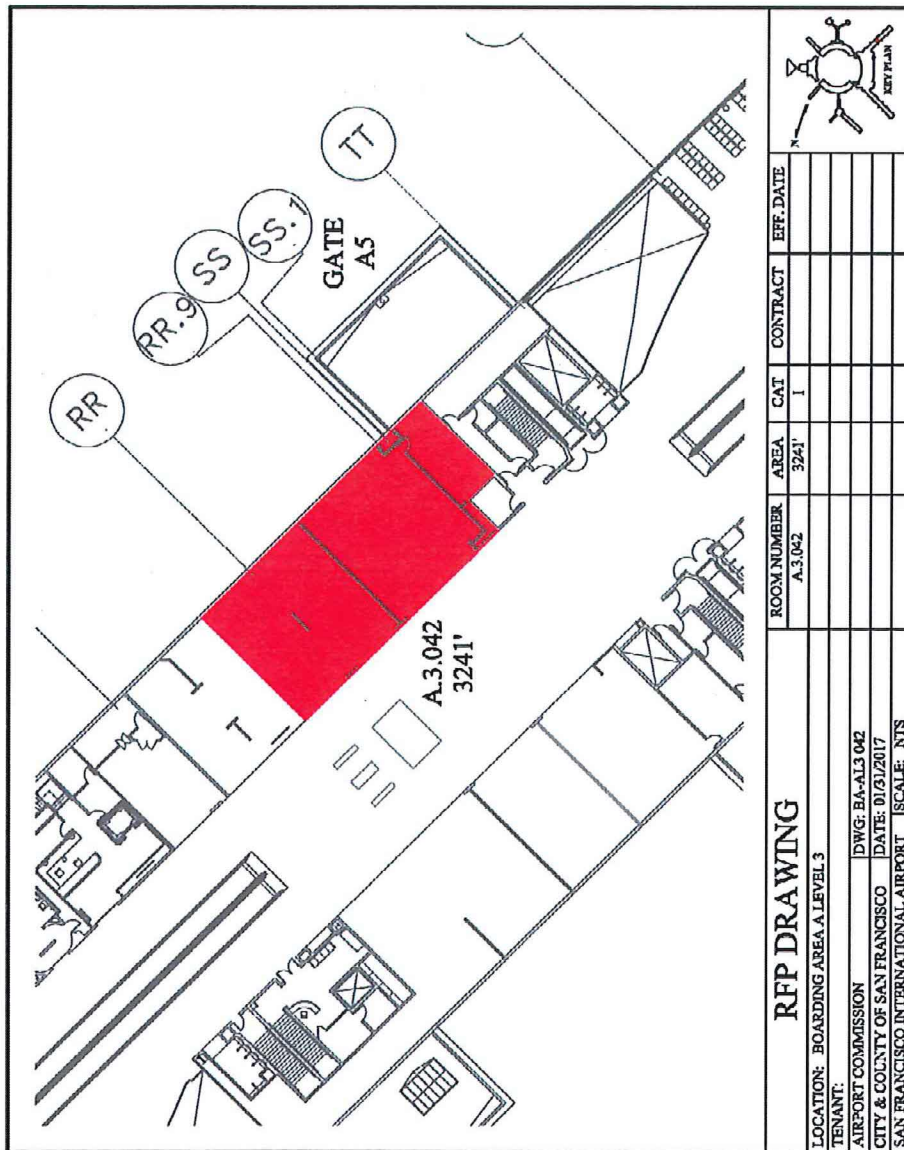 RR
RR.9
SS
SS.1
TT
GATE
A5
A.3.042
3241'
RFP DRAWING
LOCATION: BOARDING AREA A LEVEL 3
TENANT:
AIRPORT COMMISSION DWG: BA-AL3 042
CITY & COUNTY OF SAN FRANCISCO DATE: 01/31/2017
SAN FRANCISCO INTERNATIONAL AIRPORT SCALE: NTS
ROOM NUMBER AREA CAT CONTRACT EFF. DATE
A.3.042 3241' 1
N
KEY PLAN